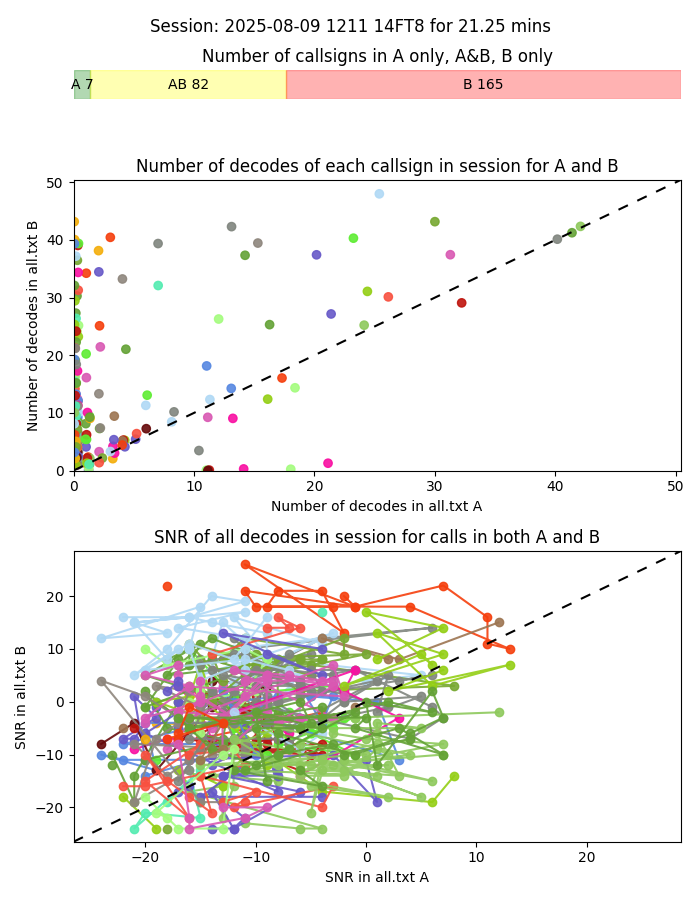 Session: 2025-08-09 1211 14FT8 for 21.25 mins
Number of callsigns in A only, A&B, B only
A 7 AB 82 B 165
Number of decodes of each callsign in session for A and B
50
40
30
20
10
0
Number of decodes in all.txt B
0 10 20 30 40 50
Number of decodes in all.txt A
SNR of all decodes in session for calls in both A and B
20
10
0
−10
−20
SNR in all.txt B
−20 −10 0 10 20
SNR in all.txt A